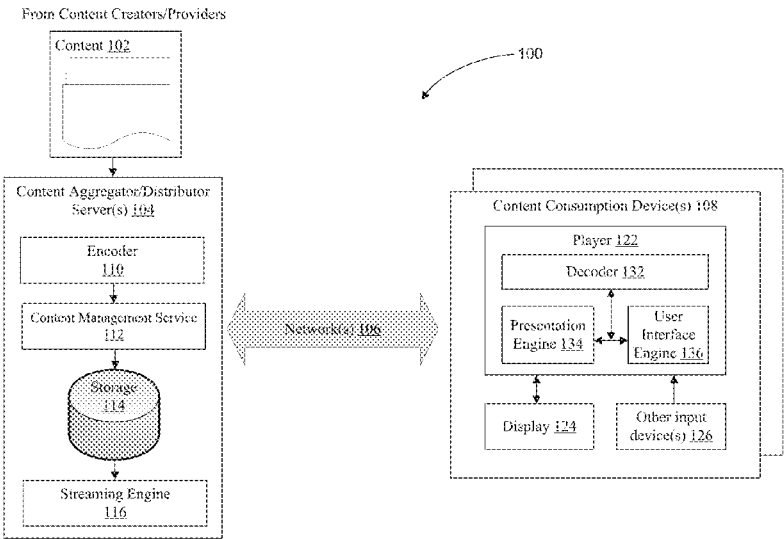 From Content Creators/Providers
Content 102
100
Content Aggregator/Distributor
Server(s) 104
Encoder
110
Content Management Service
112
Storage
114
Streaming Engine
116
Network(s) 106
Content Consumption Device(s) 108
Player 122
Decoder 132
Presentation
Engine 134
User
Interface
Engine 136
Display 124
Other input
device(s) 126